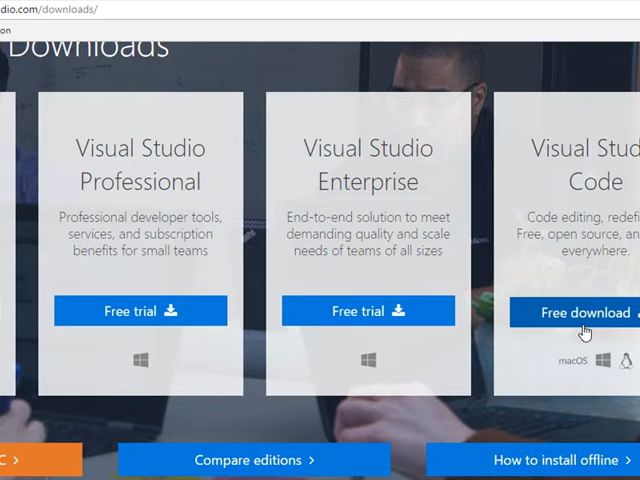 dio.com/downloads/
on
Downloads
Visual Studio
Professional
Professional developer tools,
services, and subscription
benefits for small teams
Free trial
Visual Studio
Enterprise
End-to-end solution to meet
demanding quality and scale
needs of teams of all sizes
Free trial
Visual Stud
Code
Code editing, redefi
Free, open source, an
everywhere.
Free download
macOS
C >
Compare editions >
How to install offline >